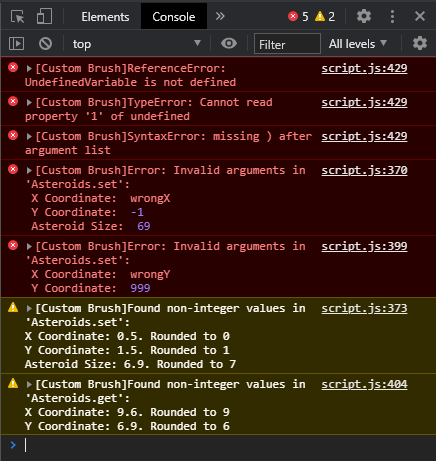 Elements Console » 5 2
top Filter All levels
▶[Custom Brush]ReferenceError: script.js:429
UndefinedVariable is not defined
▶[Custom Brush]TypeError: Cannot read script.js:429
property '1' of undefined
▶[Custom Brush]SyntaxError: missing ) after script.js:429
argument list
▶[Custom Brush]Error: Invalid arguments in script.js:370
'Asteroids.set':
X Coordinate: wrongX
Y Coordinate: -1
Asteroid Size: 69
▶[Custom Brush]Error: Invalid arguments in script.js:399
'Asteroids.set':
X Coordinate: wrongY
Y Coordinate: 999
▶[Custom Brush]Found non-integer values in script.js:373
'Asteroids.set':
X Coordinate: 0.5. Rounded to 0
Y Coordinate: 1.5. Rounded to 1
Asteroid Size: 6.9. Rounded to 7
▶[Custom Brush]Found non-integer values in script.js:404
'Asteroids.get':
X Coordinate: 9.6. Rounded to 9
Y Coordinate: 6.9. Rounded to 6
>